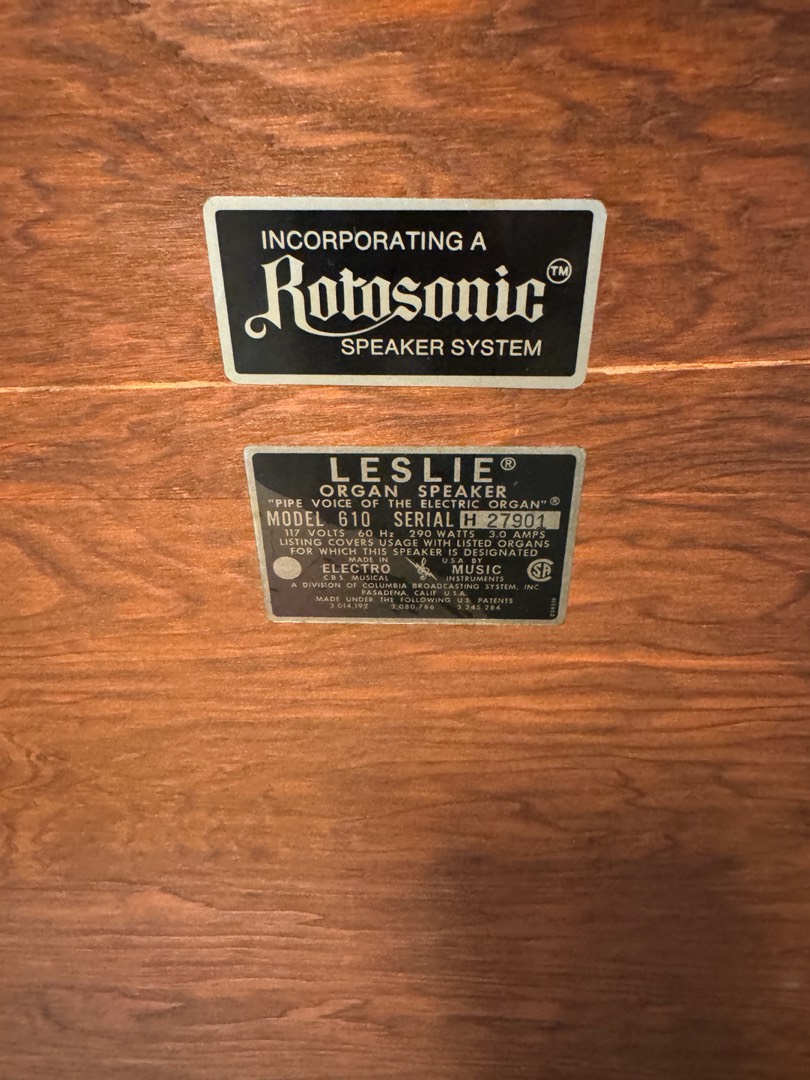 INCORPORATING A
Rotosonic™
SPEAKER SYSTEM
LESLIE®
ORGAN SPEAKER
"PIPE VOICE OF THE ELECTRIC ORGAN"®
MODEL 610 SERIAL H 27901
117 VOLTS 60 Hz 290 WATTS 3.0 AMPS
LISTING COVERS USAGE WITH LISTED ORGANS
FOR WHICH THIS SPEAKER IS DESIGNATED
MADE IN U.S.A. BY
ELECTRO MUSIC
C.B.S. MUSICAL INSTRUMENTS
A DIVISION OF COLUMBIA BROADCASTING SYSTEM, INC.
PASADENA, CALIF. U.S.A.
MADE UNDER THE FOLLOWING U.S. PATENTS
3,014,192 3,080,786 3,245,284